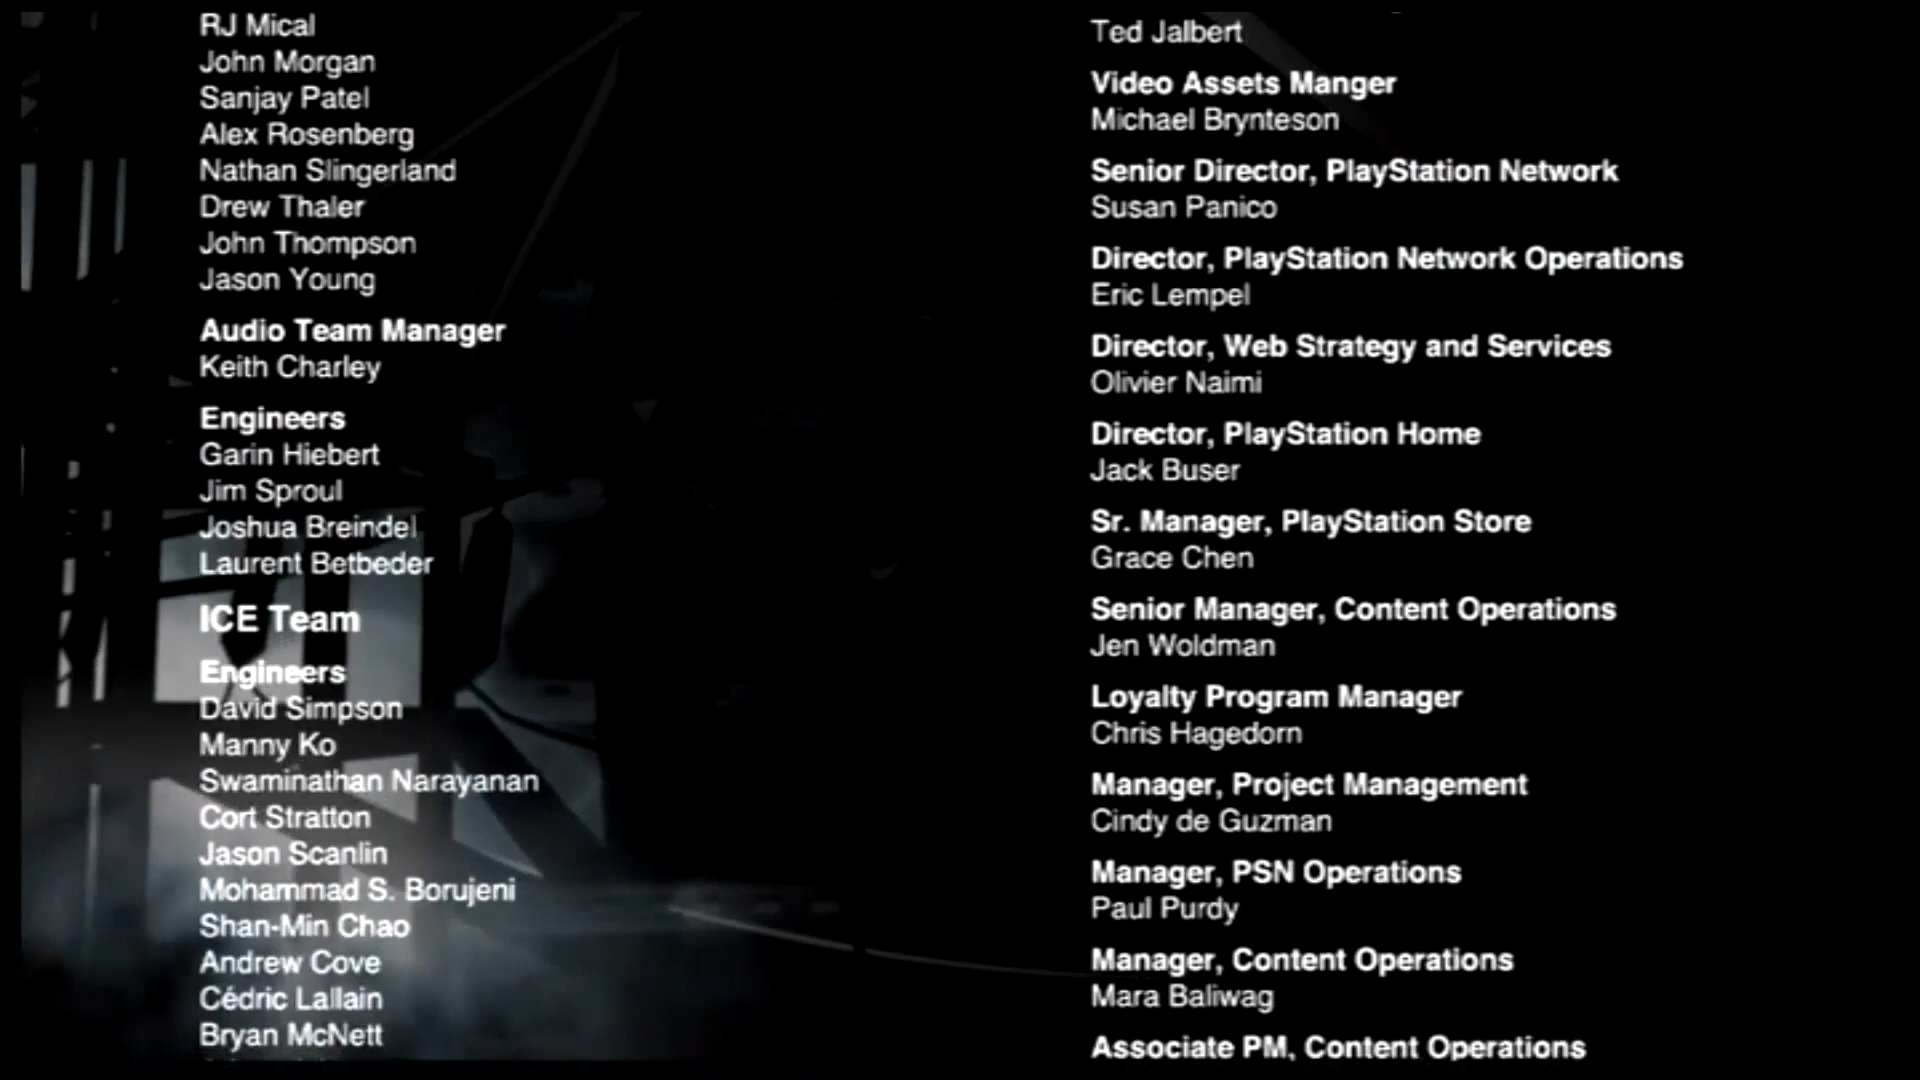 RJ Mical
John Morgan
Sanjay Patel
Alex Rosenberg
Nathan Slingerland
Drew Thaler
John Thompson
Jason Young
Audio Team Manager
Keith Charley
Engineers
Garin Hiebert
Jim Sproul
Joshua Breindel
Laurent Betbeder
ICE Team
Engineers
David Simpson
Manny Ko
Swaminathan Narayanan
Cort Stratton
Jason Scanlin
Mohammad S. Borujeni
Shan-Min Chao
Andrew Cove
Cédric Lallain
Bryan McNett
Ted Jalbert
Video Assets Manger
Michael Brynteson
Senior Director, PlayStation Network
Susan Panico
Director, PlayStation Network Operations
Eric Lempel
Director, Web Strategy and Services
Olivier Naimi
Director, PlayStation Home
Jack Buser
Sr. Manager, PlayStation Store
Grace Chen
Senior Manager, Content Operations
Jen Woldman
Loyalty Program Manager
Chris Hagedorn
Manager, Project Management
Cindy de Guzman
Manager, PSN Operations
Paul Purdy
Manager, Content Operations
Mara Baliwag
Associate PM, Content Operations